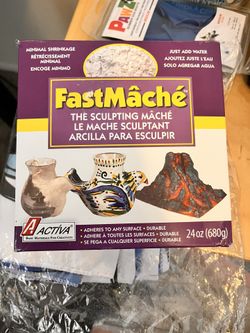 MINIMAL SHRINKAGE
RÉTRÉCISSEMENT
MINIMAL
ENCOGE MINIMO
JUST ADD WATER
AJOUTEZ JUSTE L'EAU
SOLO AGREGAR AGUA
FastMâché®
THE SCULPTING MÂCHÉ
LE MACHE SCULPTANT
ARCILLA PARA ESCULPIR
ACTIVA
• ADHERES TO ANY SURFACE • DURABLE
• ADHERE À TOUTES LES SURFACES • DURABLE
• SE PEGA A CUALQUIER SUPERFICIE • DURABLE
24 oz (680g)